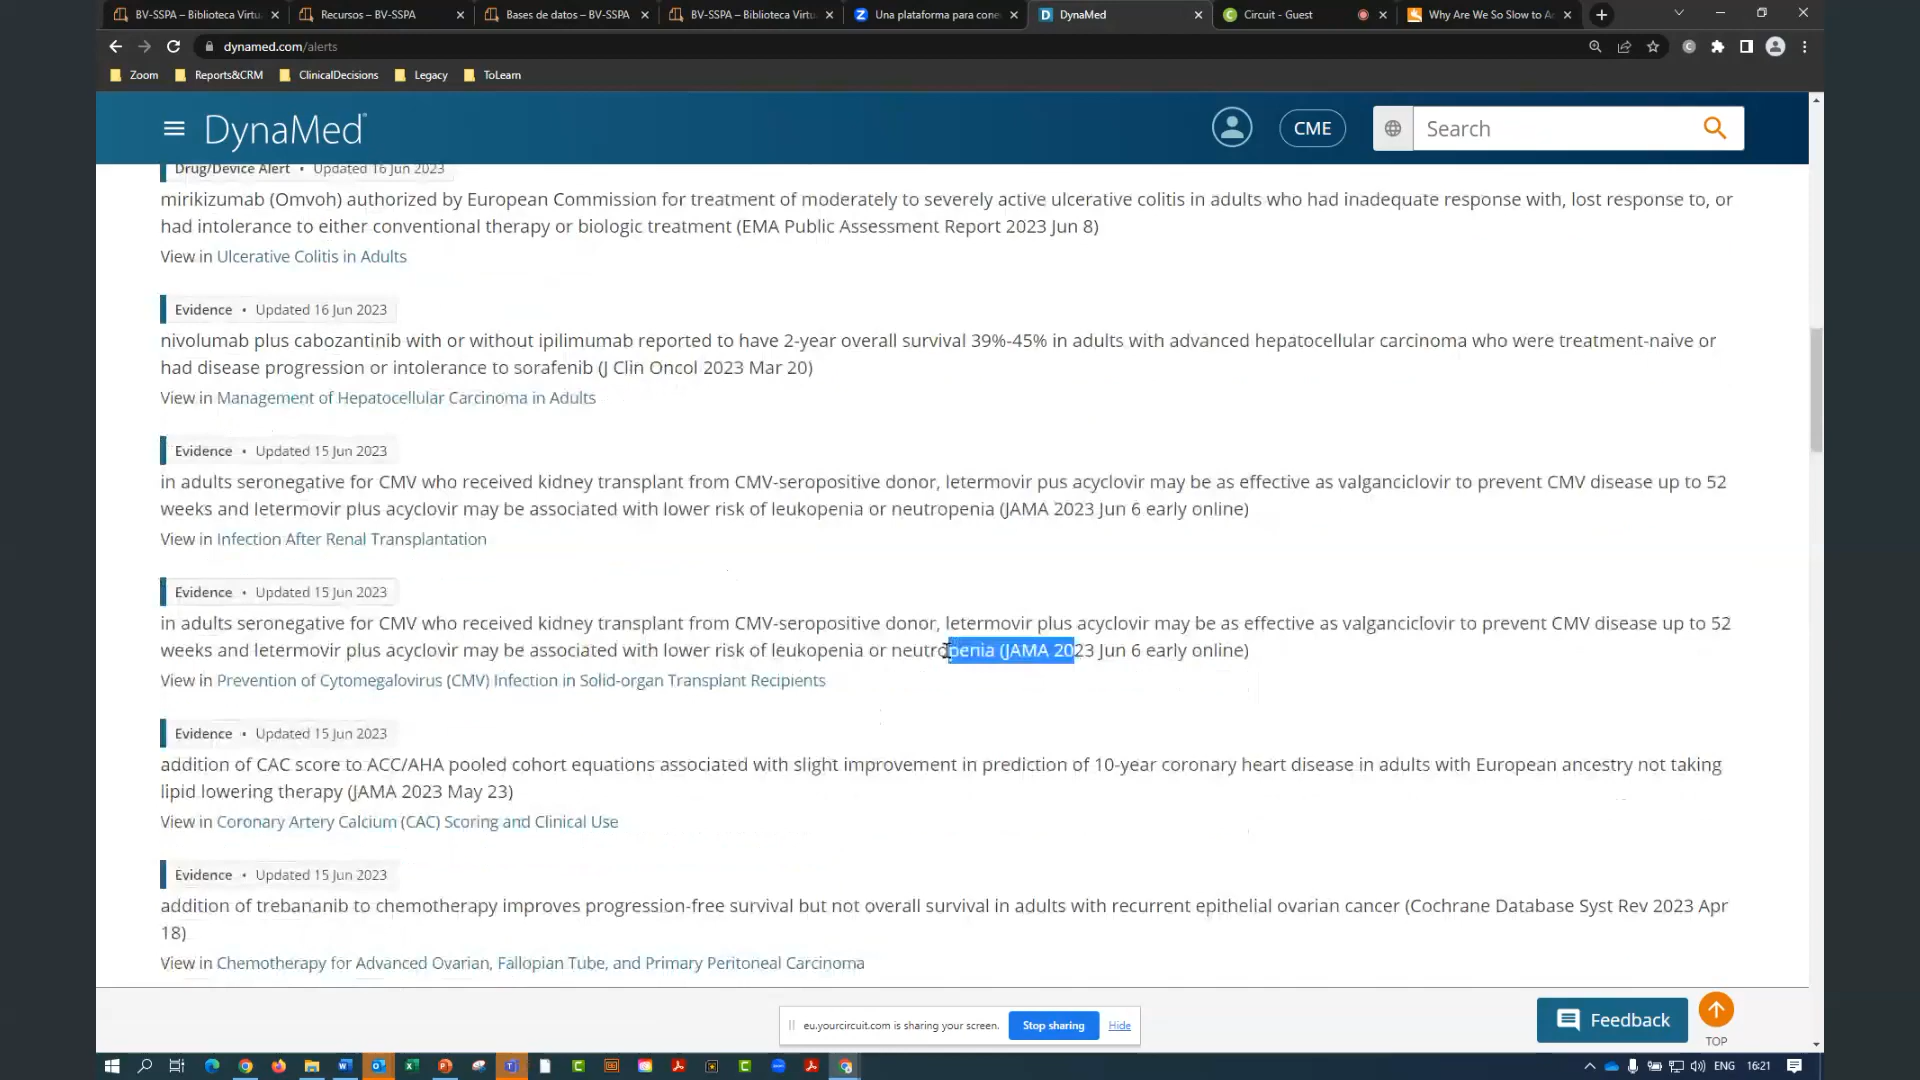 BV-SSPA – Biblioteca Virtu
Recursos – BV-SSPA
Bases de datos – BV-SSPA
BV-SSPA – Biblioteca Virtu
Una plataforma para cone
DynaMed
Circuit - Guest
Why Are We So Slow to A
dynamed.com/alerts
Zoom
Reports&CRM
ClinicalDecisions
Legacy
ToLearn
DynaMed
CME
Search
Drug/Device Alert • Updated 16 Jun 2023
mirikizumab (Omvoh) authorized by European Commission for treatment of moderately to severely active ulcerative colitis in adults who had inadequate response with, lost response to, or
had intolerance to either conventional therapy or biologic treatment (EMA Public Assessment Report 2023 Jun 8)
View in Ulcerative Colitis in Adults
Evidence • Updated 16 Jun 2023
nivolumab plus cabozantinib with or without ipilimumab reported to have 2-year overall survival 39%-45% in adults with advanced hepatocellular carcinoma who were treatment-naive or
had disease progression or intolerance to sorafenib (J Clin Oncol 2023 Mar 20)
View in Management of Hepatocellular Carcinoma in Adults
Evidence • Updated 15 Jun 2023
in adults seronegative for CMV who received kidney transplant from CMV-seropositive donor, letermovir pus acyclovir may be as effective as valganciclovir to prevent CMV disease up to 52
weeks and letermovir plus acyclovir may be associated with lower risk of leukopenia or neutropenia (JAMA 2023 Jun 6 early online)
View in Infection After Renal Transplantation
Evidence • Updated 15 Jun 2023
in adults seronegative for CMV who received kidney transplant from CMV-seropositive donor, letermovir plus acyclovir may be as effective as valganciclovir to prevent CMV disease up to 52
weeks and letermovir plus acyclovir may be associated with lower risk of leukopenia or neutropenia (JAMA 2023 Jun 6 early online)
View in Prevention of Cytomegalovirus (CMV) Infection in Solid-organ Transplant Recipients
Evidence • Updated 15 Jun 2023
addition of CAC score to ACC/AHA pooled cohort equations associated with slight improvement in prediction of 10-year coronary heart disease in adults with European ancestry not taking
lipid lowering therapy (JAMA 2023 May 23)
View in Coronary Artery Calcium (CAC) Scoring and Clinical Use
Evidence • Updated 15 Jun 2023
addition of trebananib to chemotherapy improves progression-free survival but not overall survival in adults with recurrent epithelial ovarian cancer (Cochrane Database Syst Rev 2023 Apr
18)
View in Chemotherapy for Advanced Ovarian, Fallopian Tube, and Primary Peritoneal Carcinoma
eu.yourcircuit.com is sharing your screen.
Stop sharing
Hide
Feedback
TOP
ENG
16:21